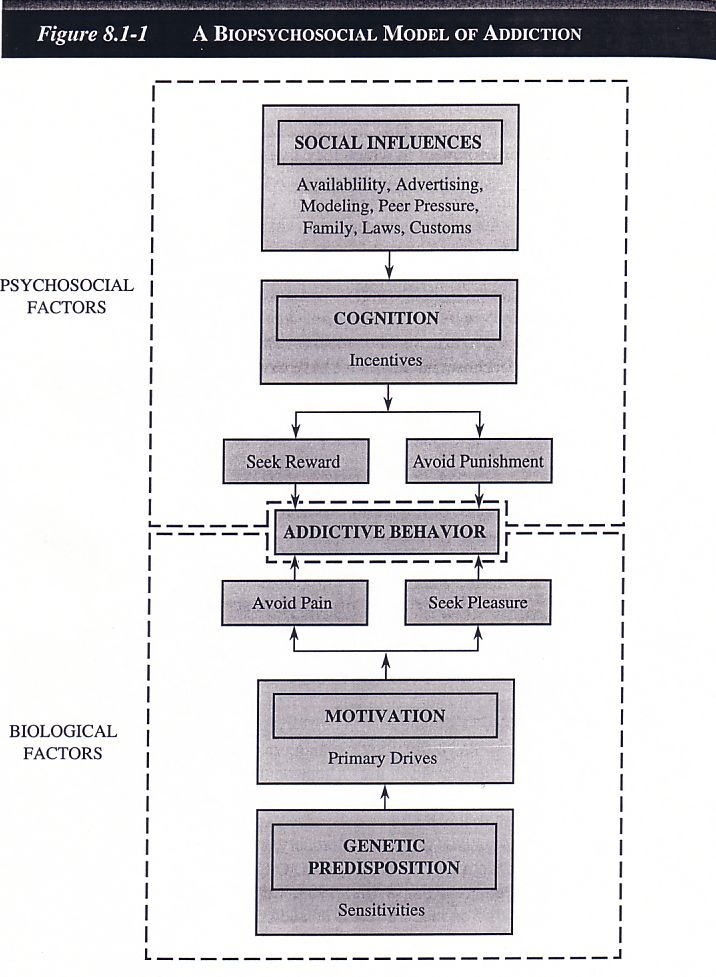 Figure 8.1-1 A BIOPSYCHOSOCIAL MODEL OF ADDICTION
SOCIAL INFLUENCES
Availablility, Advertising,
Modeling, Peer Pressure,
Family, Laws, Customs
PSYCHOSOCIAL
FACTORS
COGNITION
Incentives
Seek Reward
Avoid Punishment
ADDICTIVE BEHAVIOR
Avoid Pain
Seek Pleasure
BIOLOGICAL
FACTORS
MOTIVATION
Primary Drives
GENETIC
PREDISPOSITION
Sensitivities